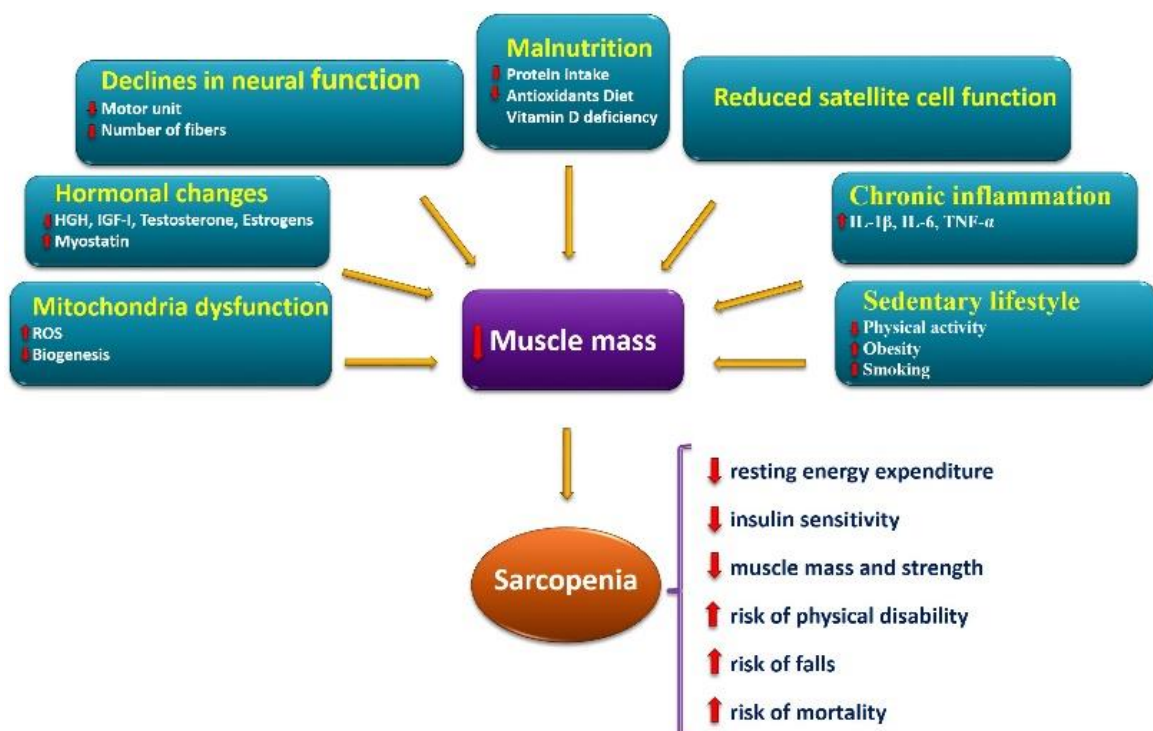 Malnutrition
Protein intake
Antioxidants Diet
Vitamin D deficiency
Declines in neural function
Motor unit
Number of fibers
Reduced satellite cell function
Hormonal changes
HGH, IGF-I, Testosterone, Estrogens
Myostatin
Chronic inflammation
IL-1β, IL-6, TNF-α
Mitochondria dysfunction
ROS
Biogenesis
Sedentary lifestyle
Physical activity
Obesity
Smoking
Muscle mass
Sarcopenia
resting energy expenditure
insulin sensitivity
muscle mass and strength
risk of physical disability
risk of falls
risk of mortality